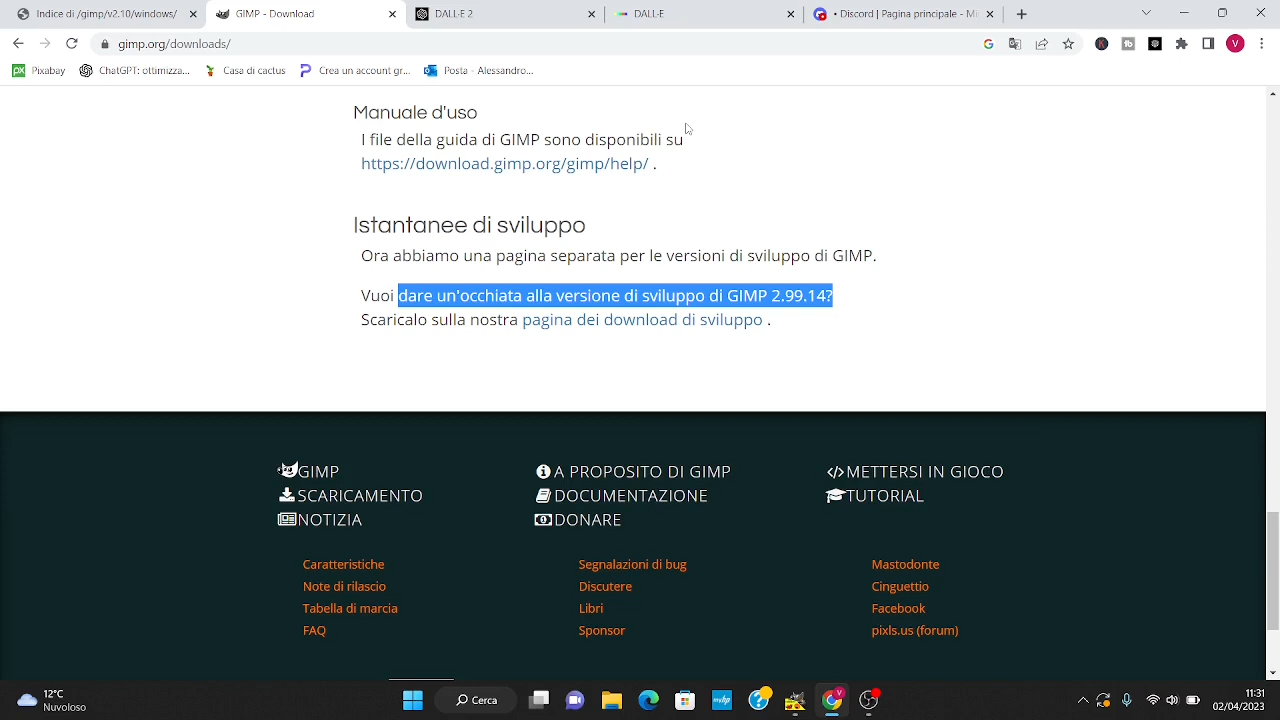 Indice di /gimp/v2.10/windows/
GIMP - Download
DALL·E 2
DALL·E
• Discord | Pagina principale - Mi
gimp.org/downloads/
Pixabay
ChatGPT: ottimizza...
Casa di cactus
Crea un account gr...
Posta - Alessandro...
Manuale d'uso
I file della guida di GIMP sono disponibili su
https://download.gimp.org/gimp/help/ .
Istantanee di sviluppo
Ora abbiamo una pagina separata per le versioni di sviluppo di GIMP.
Vuoi dare un'occhiata alla versione di sviluppo di GIMP 2.99.14?
Scaricalo sulla nostra pagina dei download di sviluppo .
GIMP
SCARICAMENTO
NOTIZIA
Caratteristiche
Note di rilascio
Tabella di marcia
FAQ
A PROPOSITO DI GIMP
DOCUMENTAZIONE
DONARE
Segnalazioni di bug
Discutere
Libri
Sponsor
METTERSI IN GIOCO
TUTORIAL
Mastodonte
Cinguettio
Facebook
pixls.us (forum)
12°C
Nuvoloso
Cerca
11:31
02/04/2023